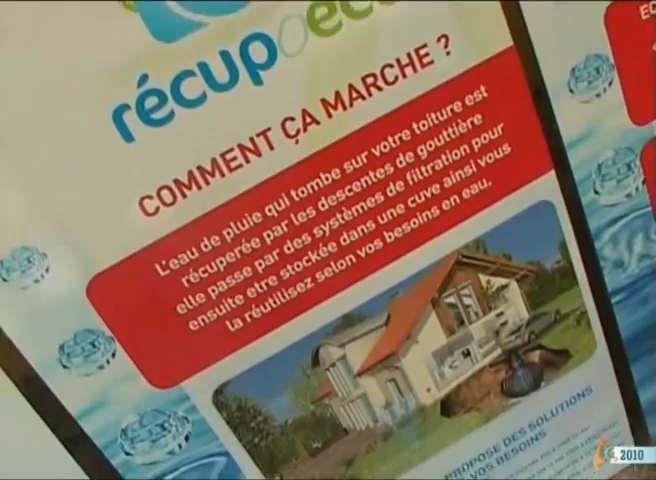 récupoeco
COMMENT ÇA MARCHE ?
L'eau de pluie qui tombe sur votre toiture est
récuperée par les descentes de gouttière
elle passe par des systèmes de filtration pour
ensuite etre stockée dans une cuve ainsi vous
la réutilisez selon vos besoins en eau.
PROPOSE DES SOLUTIONS
VOS BESOINS
2010